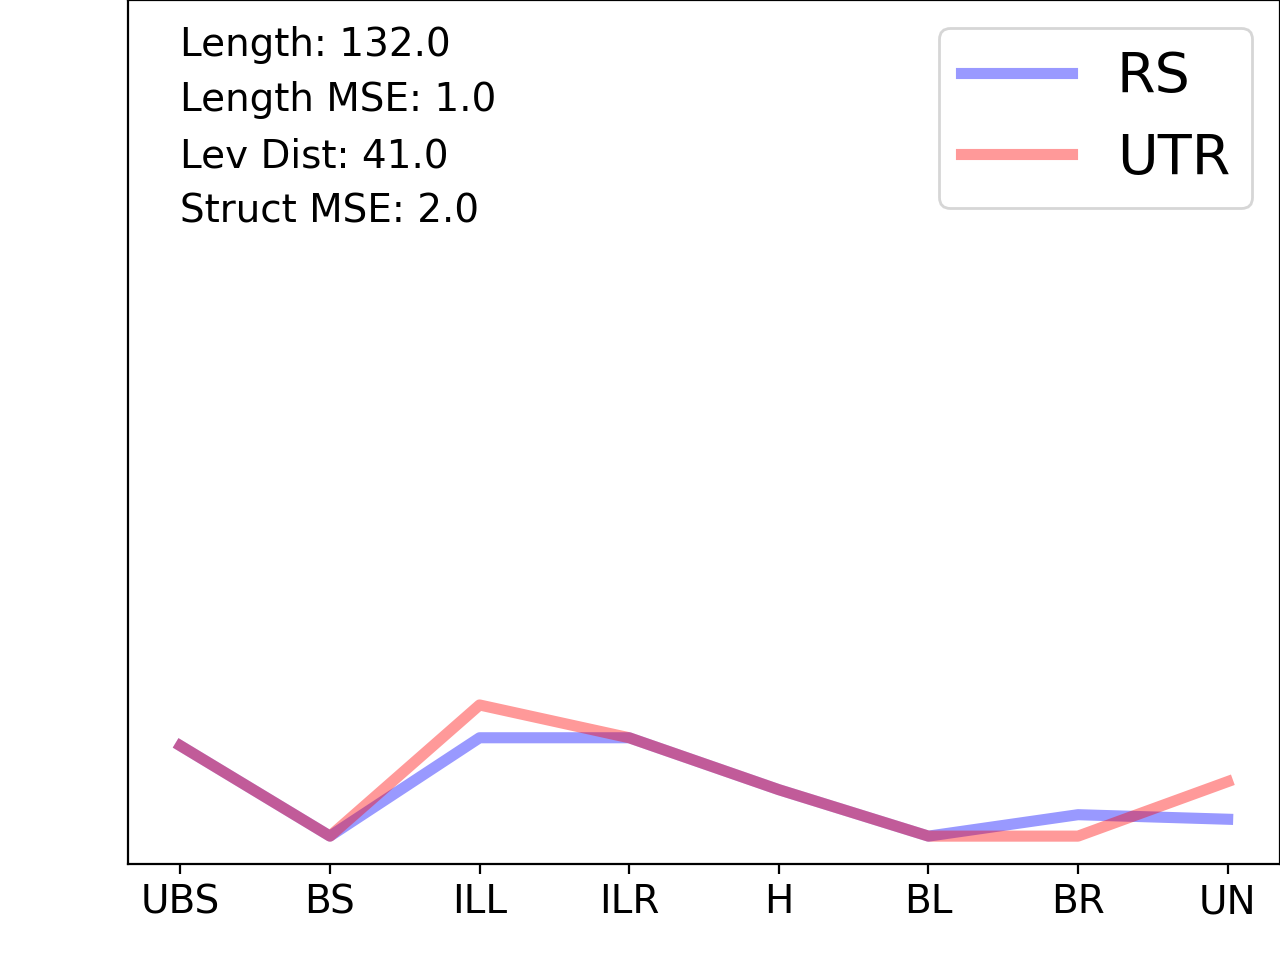 Length: 132.0
Length MSE: 1.0
Lev Dist: 41.0
Struct MSE: 2.0
RS
UTR
UBS BS ILL ILR H BL BR UN